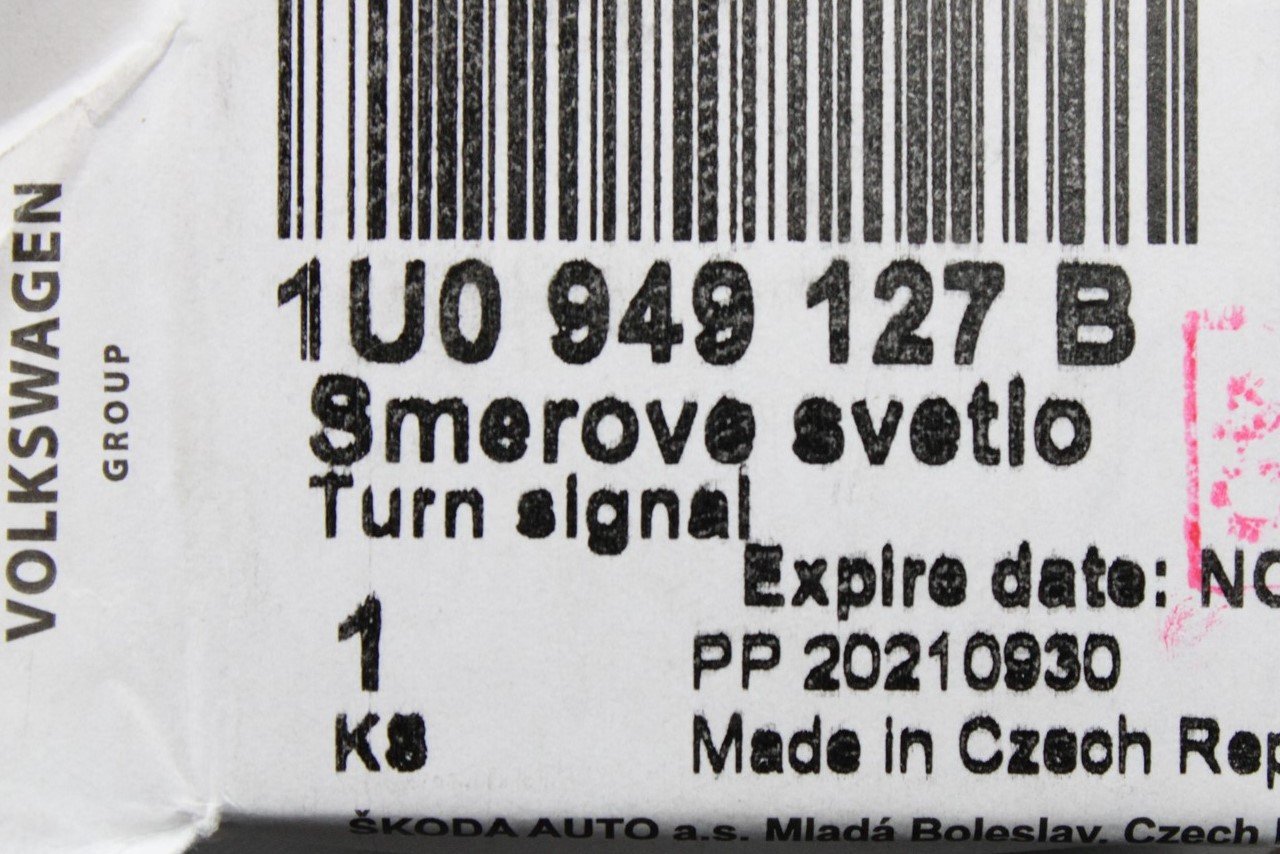 VOLKSWAGEN
GROUP
1U0 949 127 B
Smerove svetlo
Turn signal
Expire date: NO
1
PP 20210930
KS
Made in Czech Rep
ŠKODA AUTO a.s. Mladá Boleslav, Czech